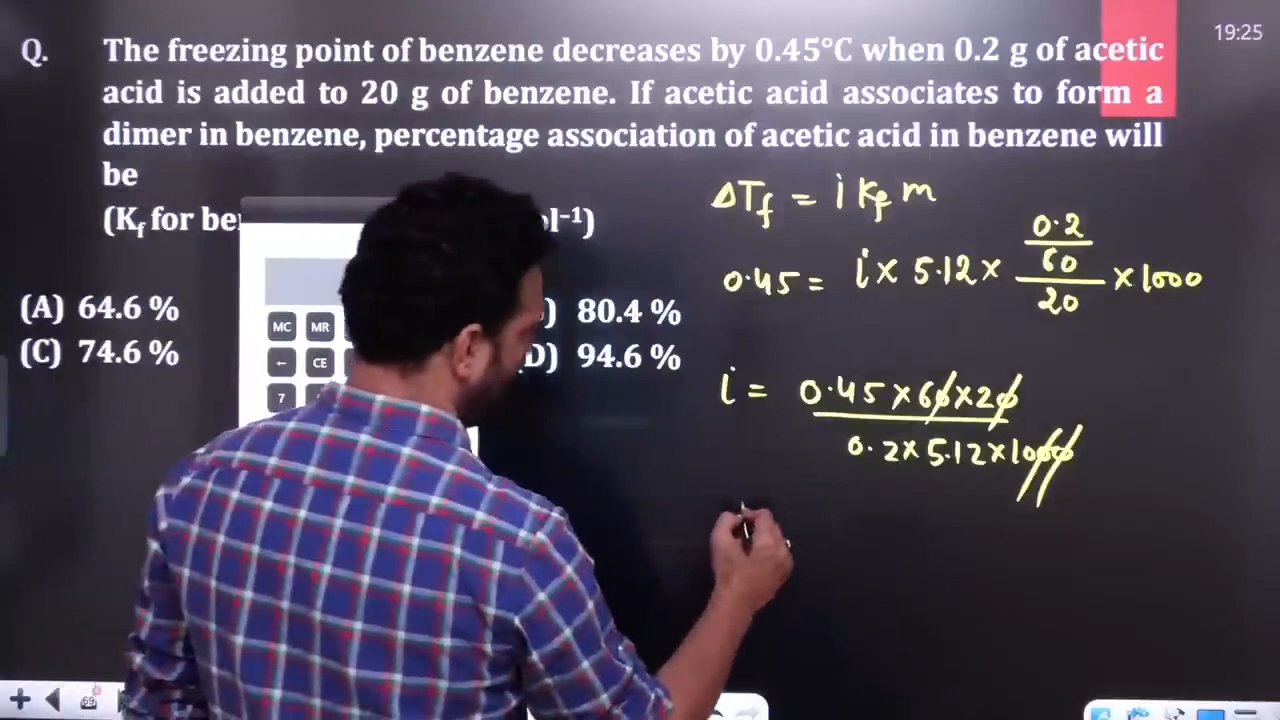 19:25
Q. The freezing point of benzene decreases by 0.45°C when 0.2 g of acetic
acid is added to 20 g of benzene. If acetic acid associates to form a
dimer in benzene, percentage association of acetic acid in benzene will
be
(Kf for be ol⁻¹)
(A) 64.6 % ) 80.4 %
(C) 74.6 % D) 94.6 %
MC MR
← CE
7
ΔTf = i Kf m
0.45 = i × 5.12 × 0.2/60/20 × 1000
i = 0.45 × 60 × 20 / 0.2 × 5.12 × 1000
69